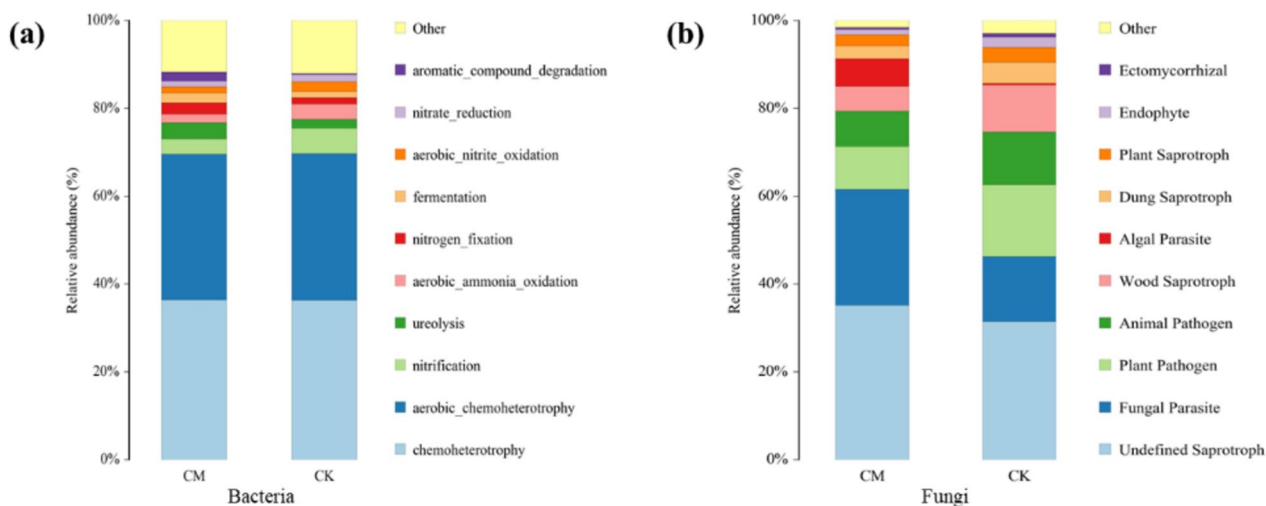 (a)
100%
80%
60%
40%
20%
0%
Relative abundance (%)
CM
CK
Bacteria
Other
aromatic_compound_degradation
nitrate_reduction
aerobic_nitrite_oxidation
fermentation
nitrogen_fixation
aerobic_ammonia_oxidation
ureolysis
nitrification
aerobic_chemoheterotrophy
chemoheterotrophy
(b)
100%
80%
60%
40%
20%
0%
Relative abundance (%)
CM
CK
Fungi
Other
Ectomycorrhizal
Endophyte
Plant Saprotroph
Dung Saprotroph
Algal Parasite
Wood Saprotroph
Animal Pathogen
Plant Pathogen
Fungal Parasite
Undefined Saprotroph